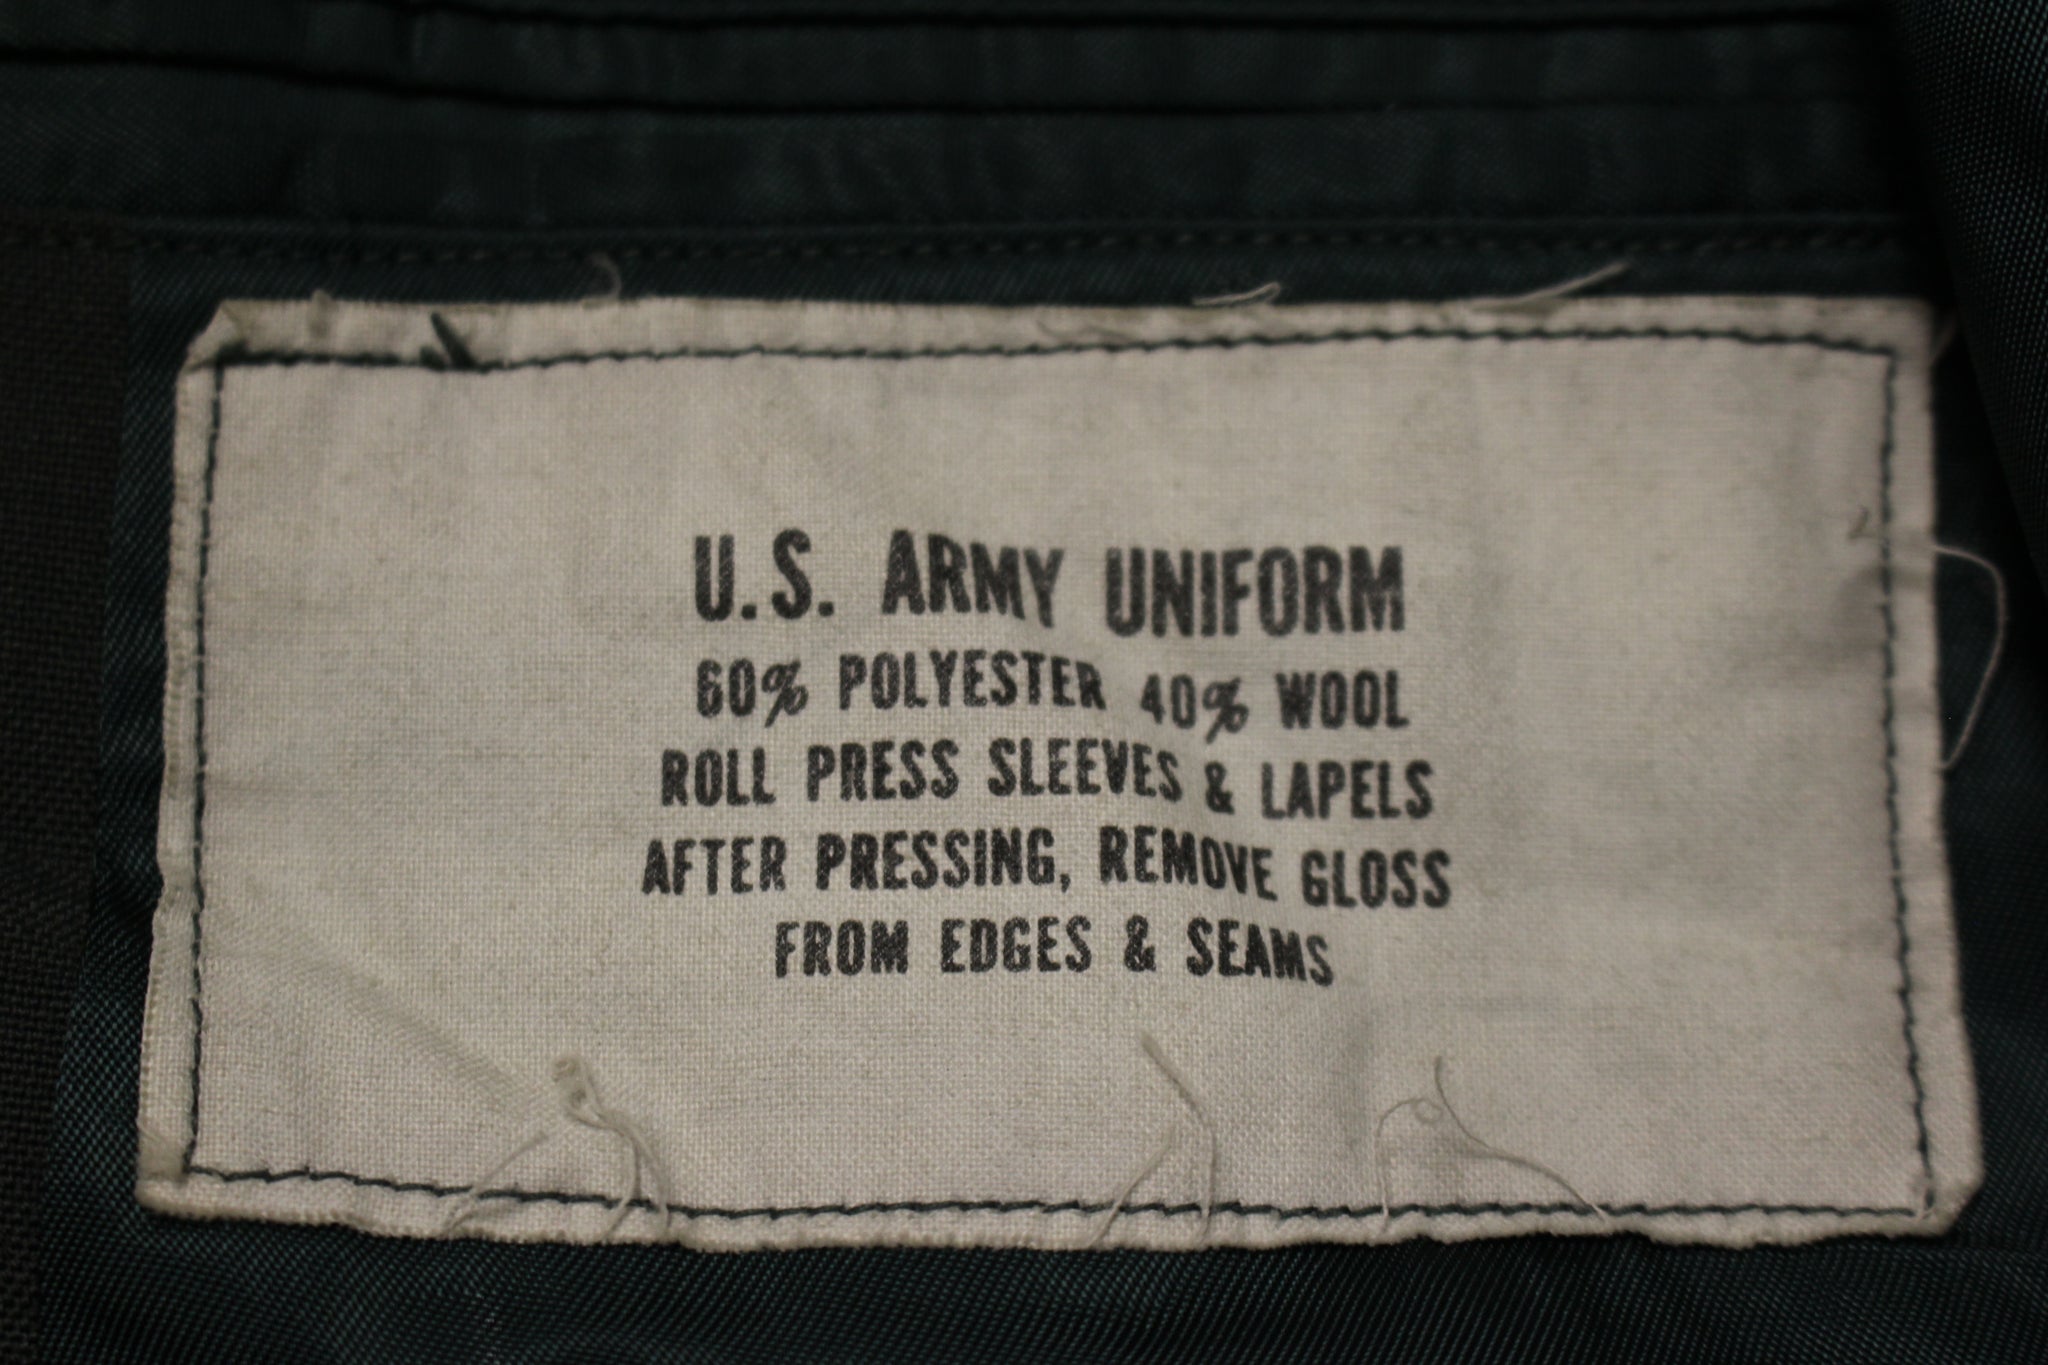 U.S. ARMY UNIFORM
60% POLYESTER 40% WOOL
ROLL PRESS SLEEVES & LAPELS
AFTER PRESSING, REMOVE GLOSS
FROM EDGES & SEAMS